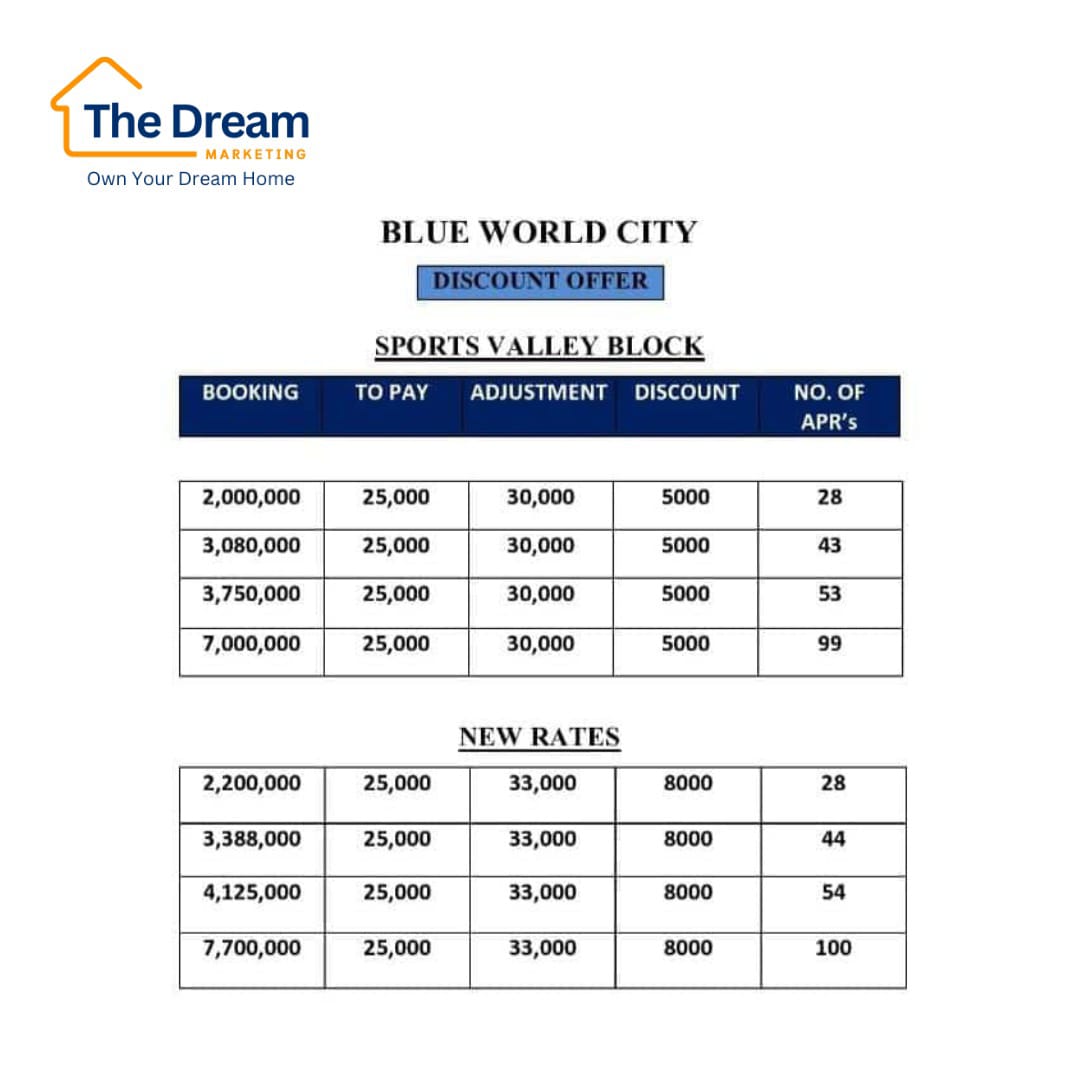 The Dream
MARKETING
Own Your Dream Home
BLUE WORLD CITY
DISCOUNT OFFER
SPORTS VALLEY BLOCK
BOOKING TO PAY ADJUSTMENT DISCOUNT NO. OF
APR's
2,000,000 25,000 30,000 5000 28
3,080,000 25,000 30,000 5000 43
3,750,000 25,000 30,000 5000 53
7,000,000 25,000 30,000 5000 99
NEW RATES
2,200,000 25,000 33,000 8000 28
3,388,000 25,000 33,000 8000 44
4,125,000 25,000 33,000 8000 54
7,700,000 25,000 33,000 8000 100